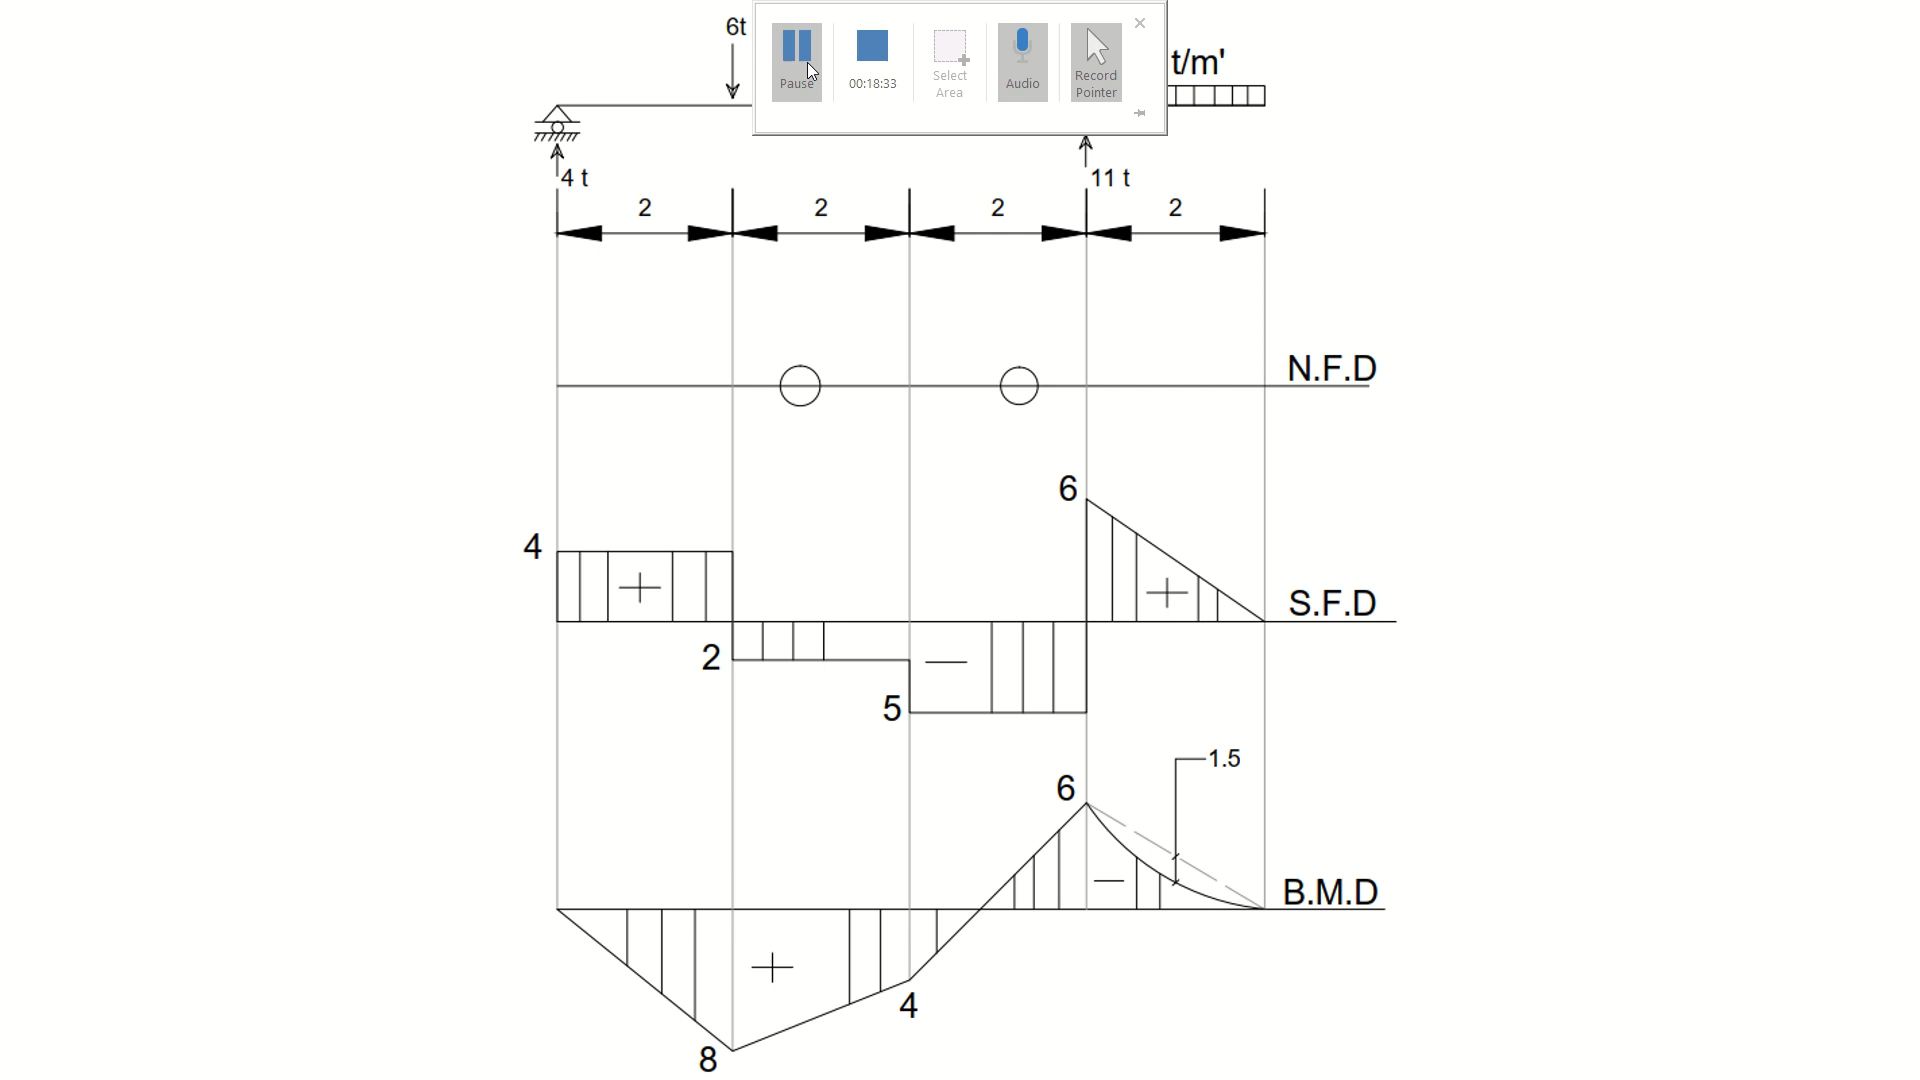 6t
Pause
00:18:33
Select
Area
Audio
Record
Pointer
t/m'
4 t
11 t
2
2
2
2
N.F.D
6
4
S.F.D
2
5
1.5
6
B.M.D
4
8